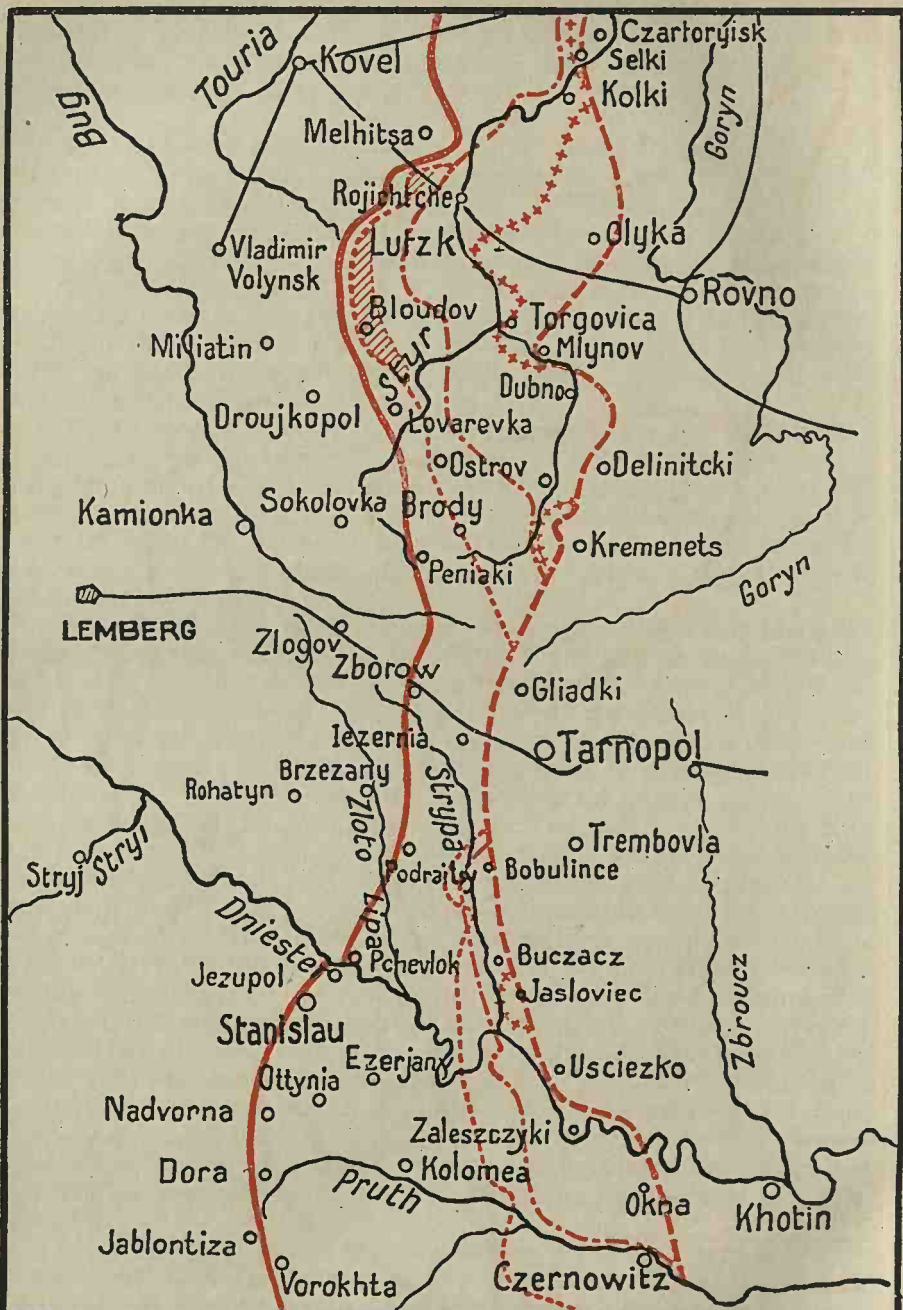 Czartoryisk
Selki
Kolki
Touria
Kovel
Bug
Goryn
Melhitsa
Rojichtche
Vladimir
Volynsk
Lutzk
Olyka
Rovno
Bloudov
Styr
Torgovica
Mlynov
Miliatin
Dubno
Droujkopol
Lovarevka
Ostrov
Delinitcki
Kamionka
Sokolovka
Brody
Kremenets
Peniaki
Goryn
LEMBERG
Zlogov
Zborow
Gliadki
Iezernia
Tarnopol
Brzezany
Rohatyn
Strypa
Zloto
Lipa
Trembovla
Stryj
Stryi
Podraitsy
Bobulince
Dniester
Pchevlok
Buczacz
Jezupol
Jasloviec
Stanislau
Zbroucz
Ezerjany
Usciezko
Ottynia
Nadvorna
Zaleszczyki
Dora
Kolomea
Pruth
Okna
Khotin
Jablontiza
Vorokhta
Czernowitz